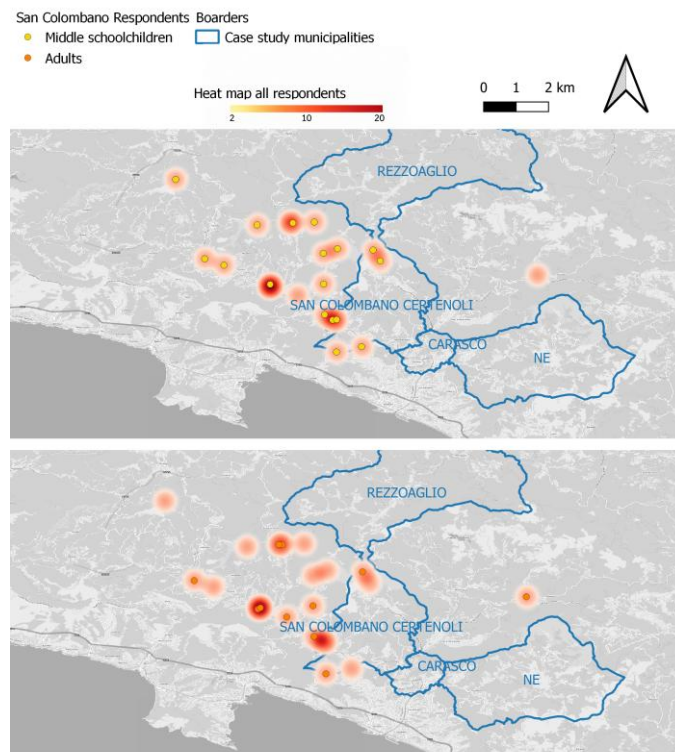 San Colombano Respondents Boarders
Middle schoolchildren Case study municipalities
Adults
Heat map all respondents
2 10 20
0 1 2 km
REZZOAGLIO
SAN COLOMBANO CERTENOLI
CARASCO
NE
REZZOAGLIO
SAN COLOMBANO CERTENOLI
CARASCO
NE